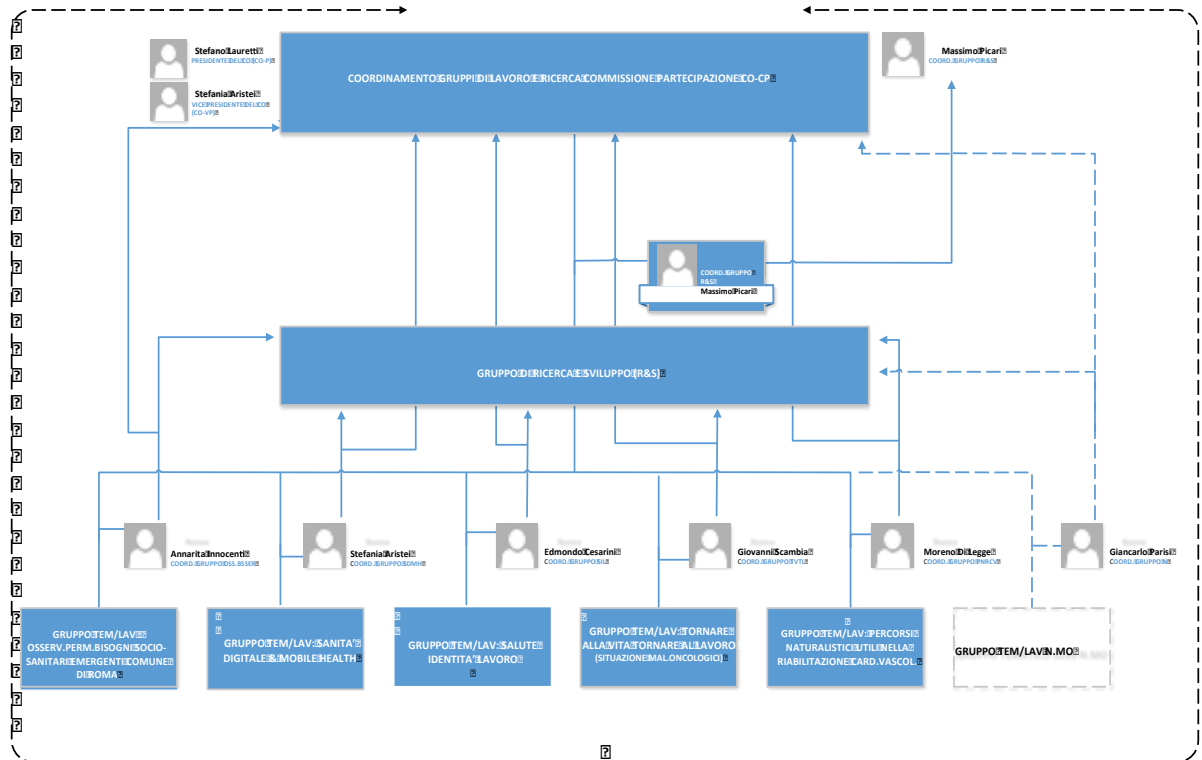 Stefano Lauretti
PRESIDENTE DEL CO (CO-P)
Stefania Aristei
VICE PRESIDENTE DEL CO
(CO-VP)
COORDINAMENTO GRUPPI DI LAVORO E RICERCA COMMISSIONE PARTECIPAZIONE CO-CP
Massimo Picari
COORD. GRUPPO R&S
COORD. GRUPPO
R&S
Massimo Picari
GRUPPO DI RICERCA E SVILUPPO (R&S)
Annarita Innocenti
COORD. GRUPPO OSS.BSSER
Nome
Stefania Aristei
COORD. GRUPPO SDMH
Nome
Edmondo Cesarini
COORD. GRUPPO SIL
Nome
Giovanni Scambia
COORD. GRUPPO TVTL
Nome
Moreno Di Legge
COORD. GRUPPO PNRCV
Nome
Giancarlo Parisi
COORD. GRUPPO N
GRUPPO TEM/LAV:
OSSERV.PERM.BISOGNI SOCIO-
SANITARI EMERGENTI COMUNE
DI ROMA
GRUPPO TEM/LAV: SANITA'
DIGITALE & MOBILE HEALTH
GRUPPO TEM/LAV: SALUTE
IDENTITA' LAVORO
GRUPPO TEM/LAV: TORNARE
ALLA VITA TORNARE AL LAVORO
(SITUAZIONE MAL.ONCOLOGICI)
GRUPPO TEM/LAV: PERCORSI
NATURALISTICI UTILI NELLA
RIABILITAZIONE CARD.VASCOL.
GRUPPO TEM/LAV N.MO